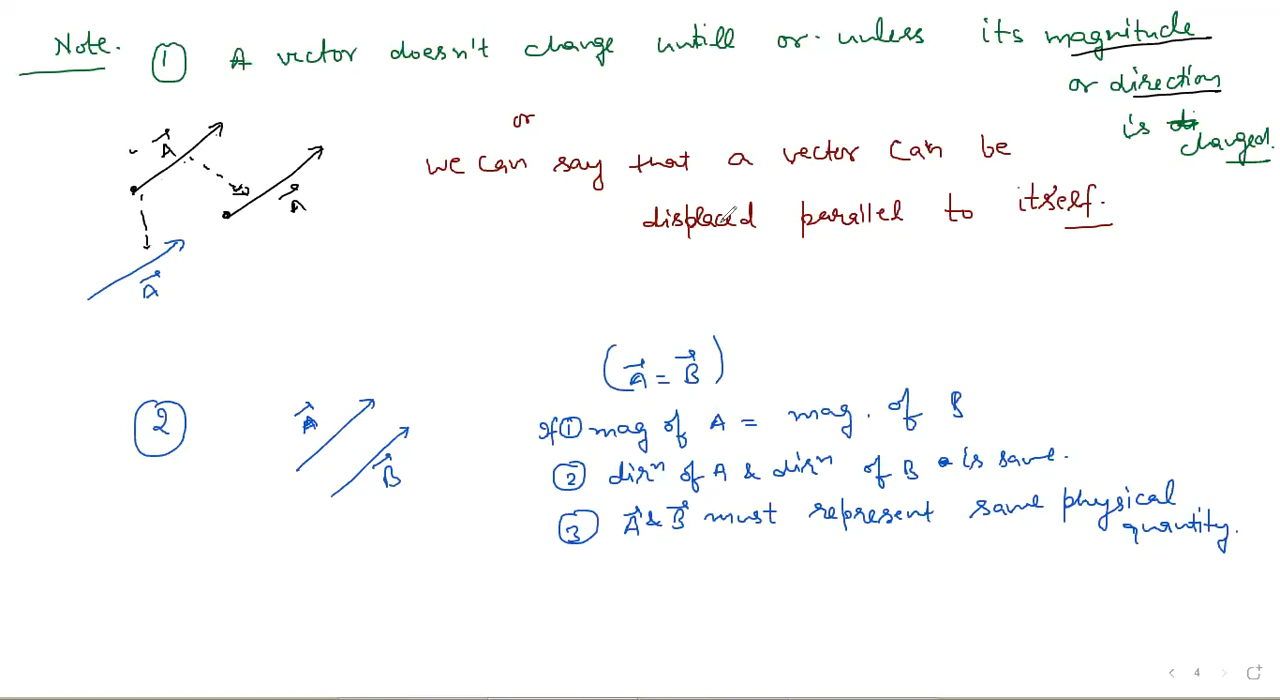 Note. ① A vector doesn't change untill or unless its magnitude
or direction
is changed.
or
we can say that a vector can be
displaced parallel to itself.
A
A
A
② A
B
(A = B)
If ① mag of A = mag. of B
② dirⁿ of A & dirⁿ of B is same.
③ A & B must represent same physical
quantity.
4